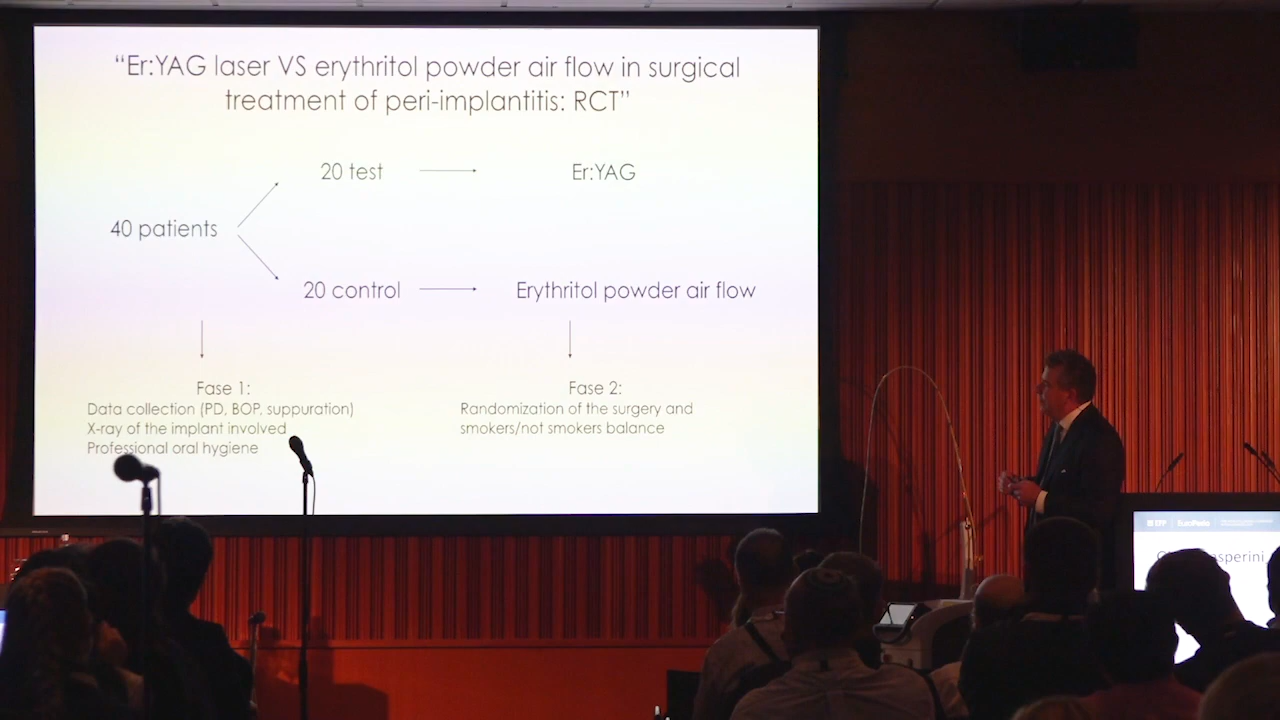 “Er:YAG laser VS erythritol powder air flow in surgical
treatment of peri-implantitis: RCT”
20 test
Er:YAG
40 patients
20 control
Erythritol powder air flow
Fase 1:
Data collection (PD, BOP, suppuration)
X-ray of the implant involved
Professional oral hygiene
Fase 2:
Randomization of the surgery and
smokers/not smokers balance
EFP EuroPerio
asperini